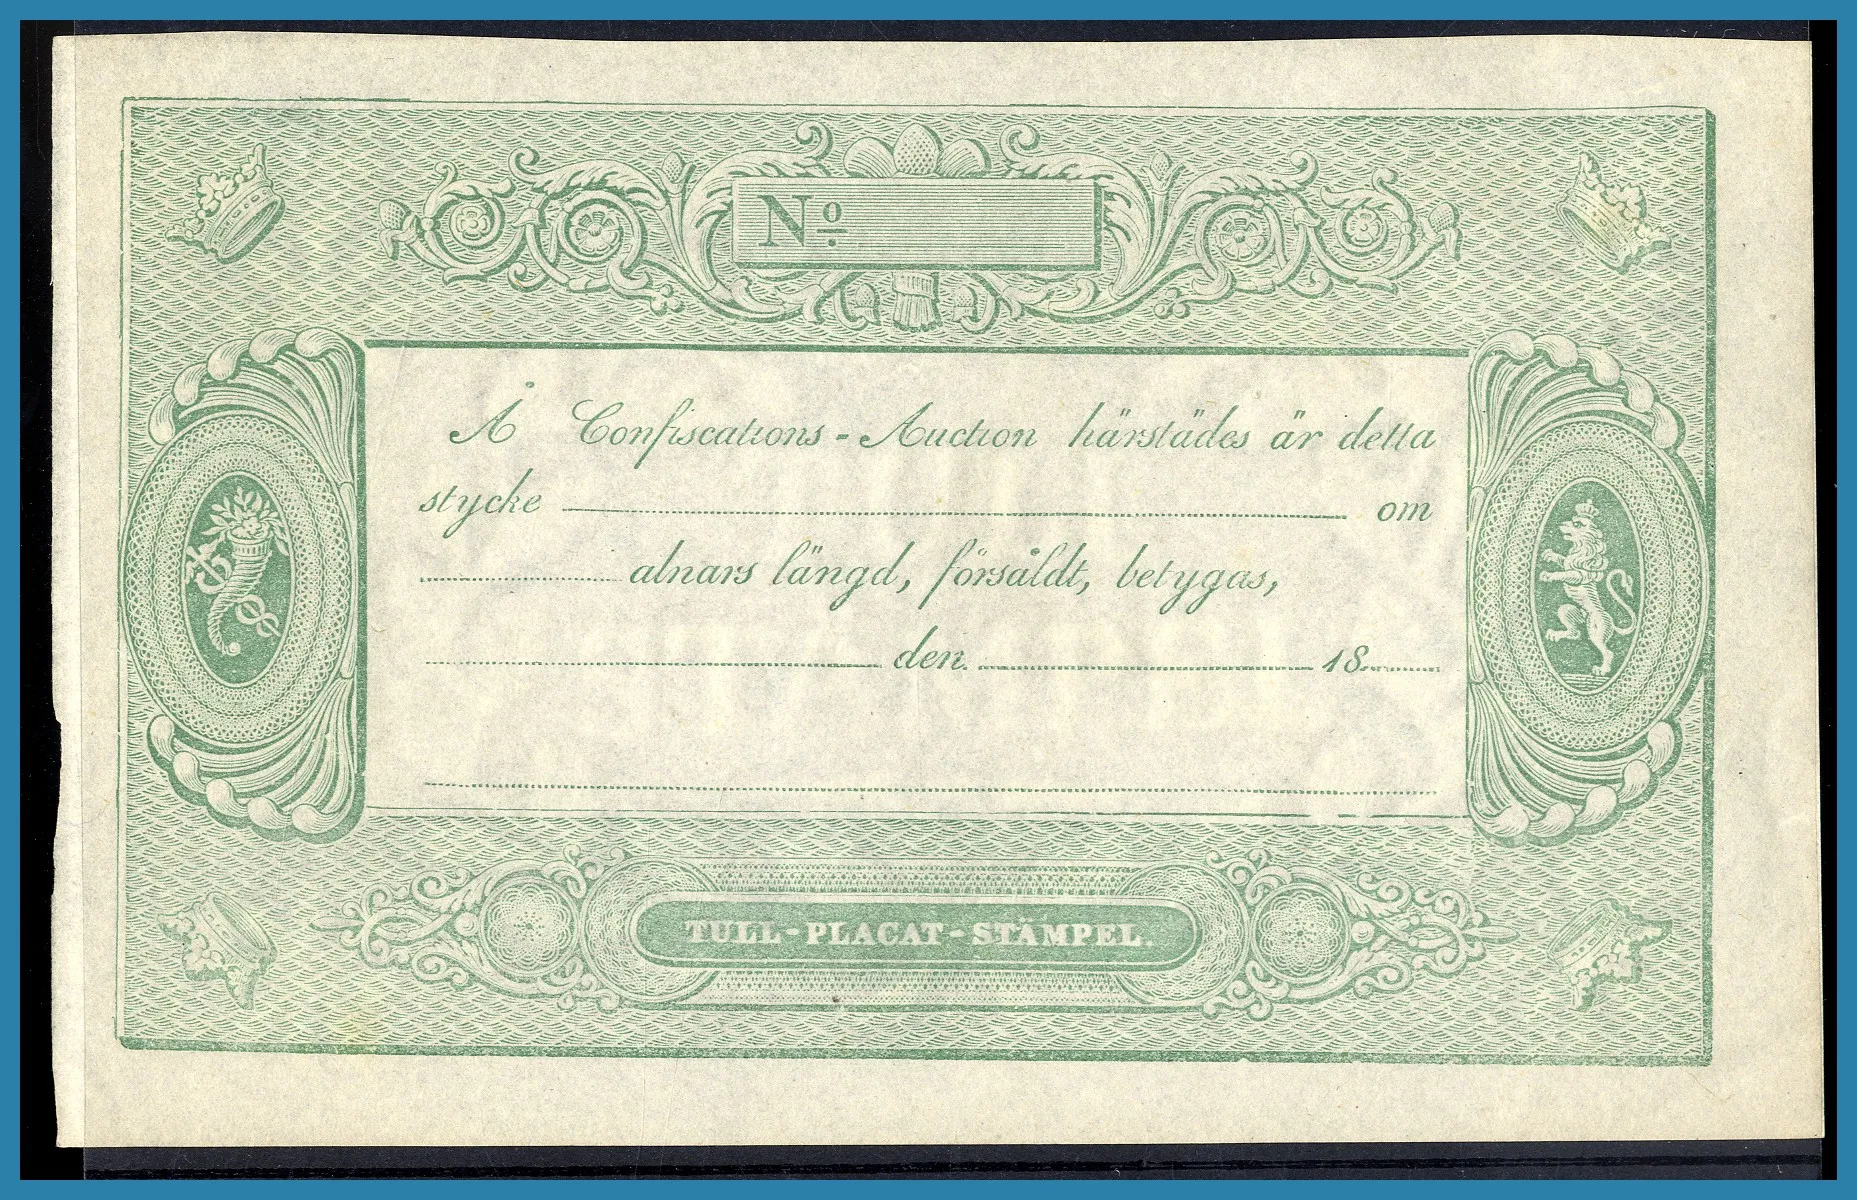 No.
Å Confiscations-Auction härstädes är detta
stycke om
alnars längd, försåldt, betygas,
den 18
TULL-PLACAT-STÄMPEL.